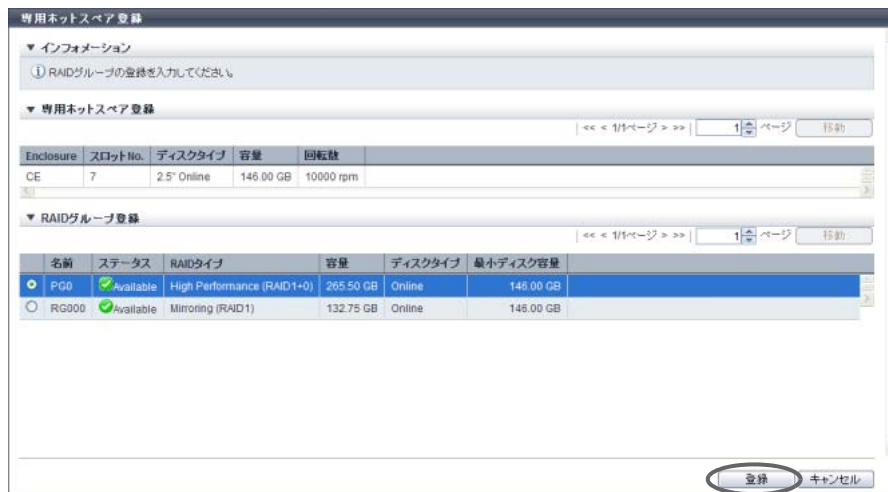 専用ホットスペア登録
▼ インフォメーション
RAIDグループの登録を入力してください。
▼ 専用ホットスペア登録
| << < 1/1ページ > >> | 1 ページ 移動
Enclosure スロットNo. ディスクタイプ 容量 回転数
CE 7 2.5" Online 146.00 GB 10000 rpm
▼ RAIDグループ登録
| << < 1/1ページ > >> | 1 ページ 移動
名前 ステータス RAIDタイプ 容量 ディスクタイプ 最小ディスク容量
PG0 Available High Performance (RAID1+0) 265.50 GB Online 146.00 GB
RG000 Available Mirroring (RAID1) 132.75 GB Online 146.00 GB
登録 キャンセル